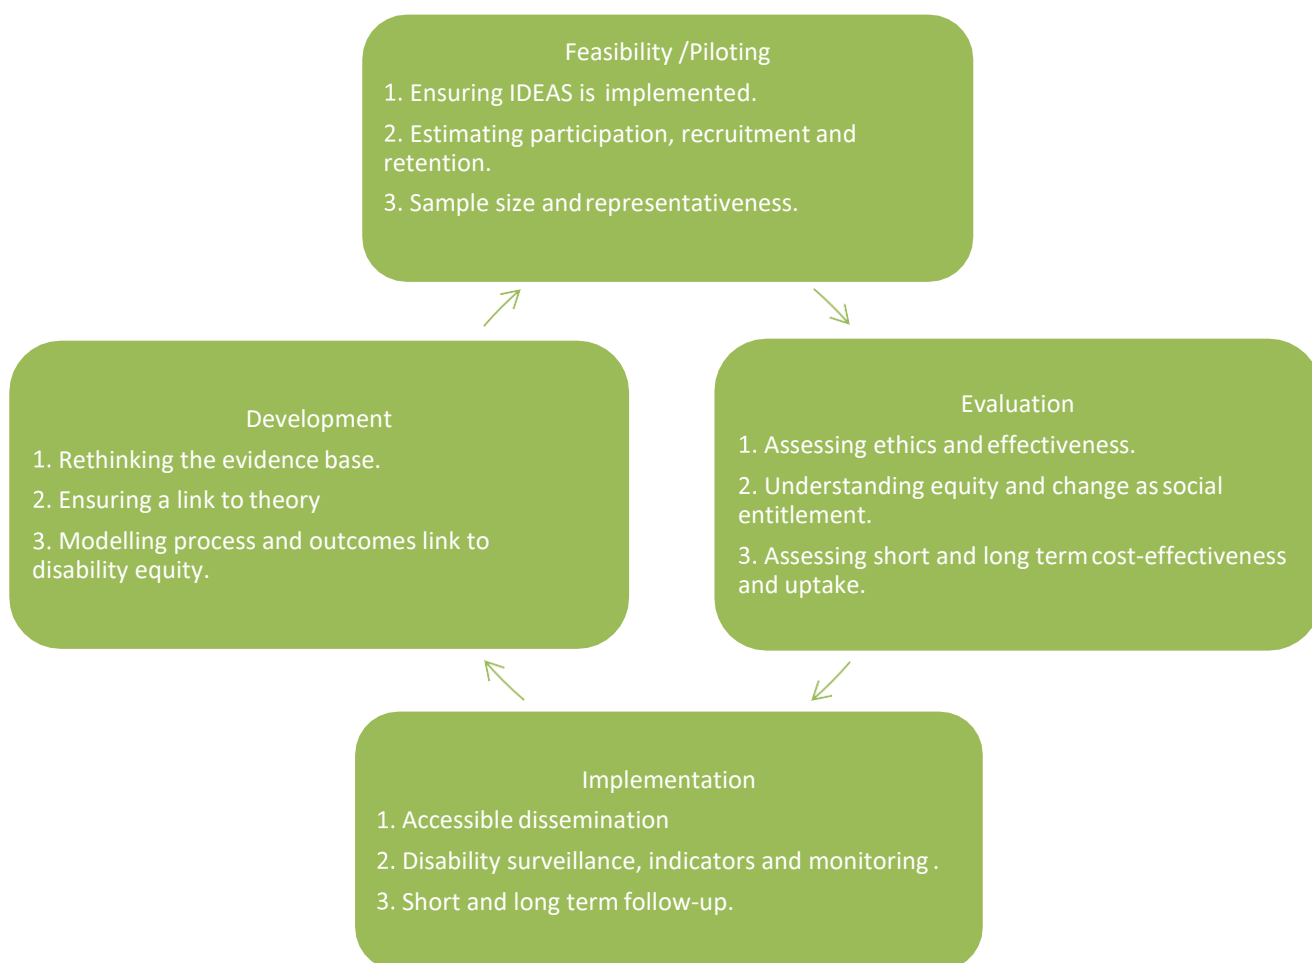 Feasibility /Piloting
1. Ensuring IDEAS is implemented.
2. Estimating participation, recruitment and
retention.
3. Sample size and representativeness.
Development
1. Rethinking the evidence base.
2. Ensuring a link to theory
3. Modelling process and outcomes link to
disability equity.
Evaluation
1. Assessing ethics and effectiveness.
2. Understanding equity and change as social
entitlement.
3. Assessing short and long term cost-effectiveness
and uptake.
Implementation
1. Accessible dissemination
2. Disability surveillance, indicators and monitoring .
3. Short and long term follow-up.